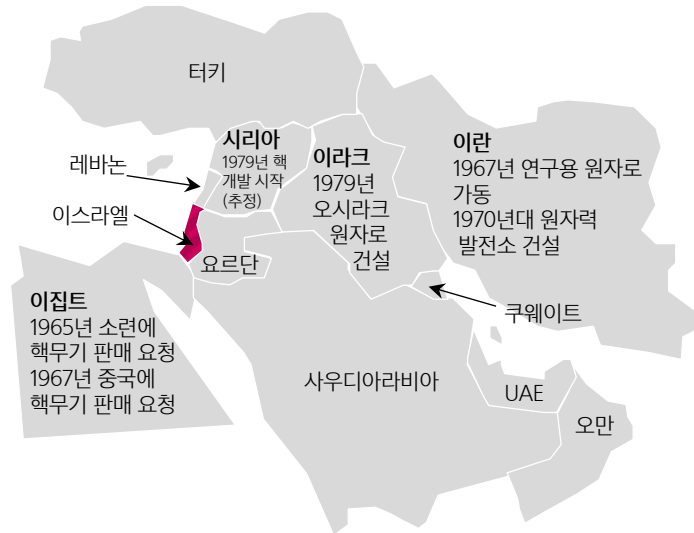 터키
시리아
1979년 핵
개발 시작
(추정)
레바논
이스라엘
이라크
1979년
오시라크
원자로
건설
이란
1967년 연구용 원자로
가동
1970년대 원자력
발전소 건설
요르단
이집트
1965년 소련에
핵무기 판매 요청
1967년 중국에
핵무기 판매 요청
쿠웨이트
사우디아라비아
UAE
오만